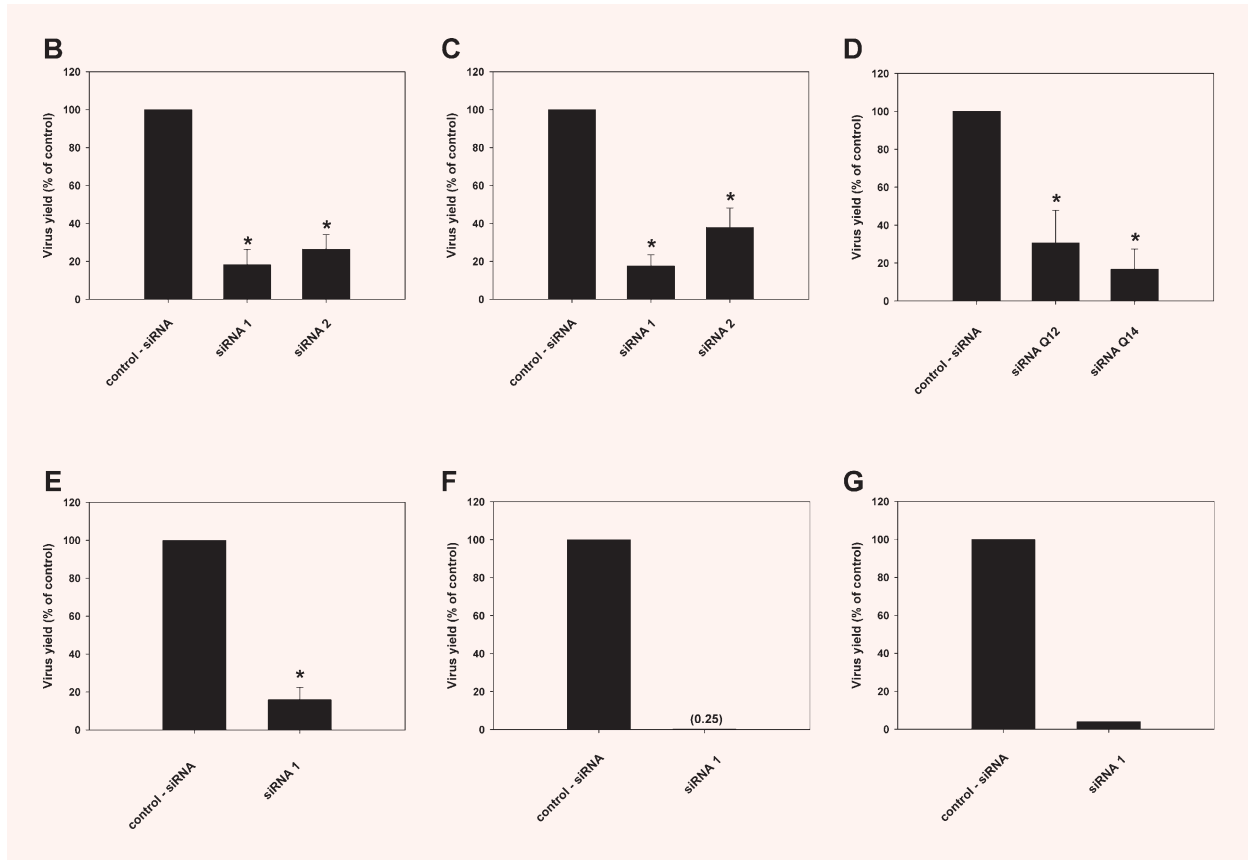 B
Virus yield (% of control)
120
100
80
60
40
20
0
*
*
control - siRNA
siRNA 1
siRNA 2
C
Virus yield (% of control)
120
100
80
60
40
20
0
*
*
control - siRNA
siRNA 1
siRNA 2
D
Virus yield (% of control)
120
100
80
60
40
20
0
*
*
control - siRNA
siRNA Q12
siRNA Q14
E
Virus yield (% of control)
120
100
80
60
40
20
0
*
control - siRNA
siRNA 1
F
Virus yield (% of control)
120
100
80
60
40
20
0
(0.25)
control - siRNA
siRNA 1
G
Virus yield (% of control)
120
100
80
60
40
20
0
control - siRNA
siRNA 1